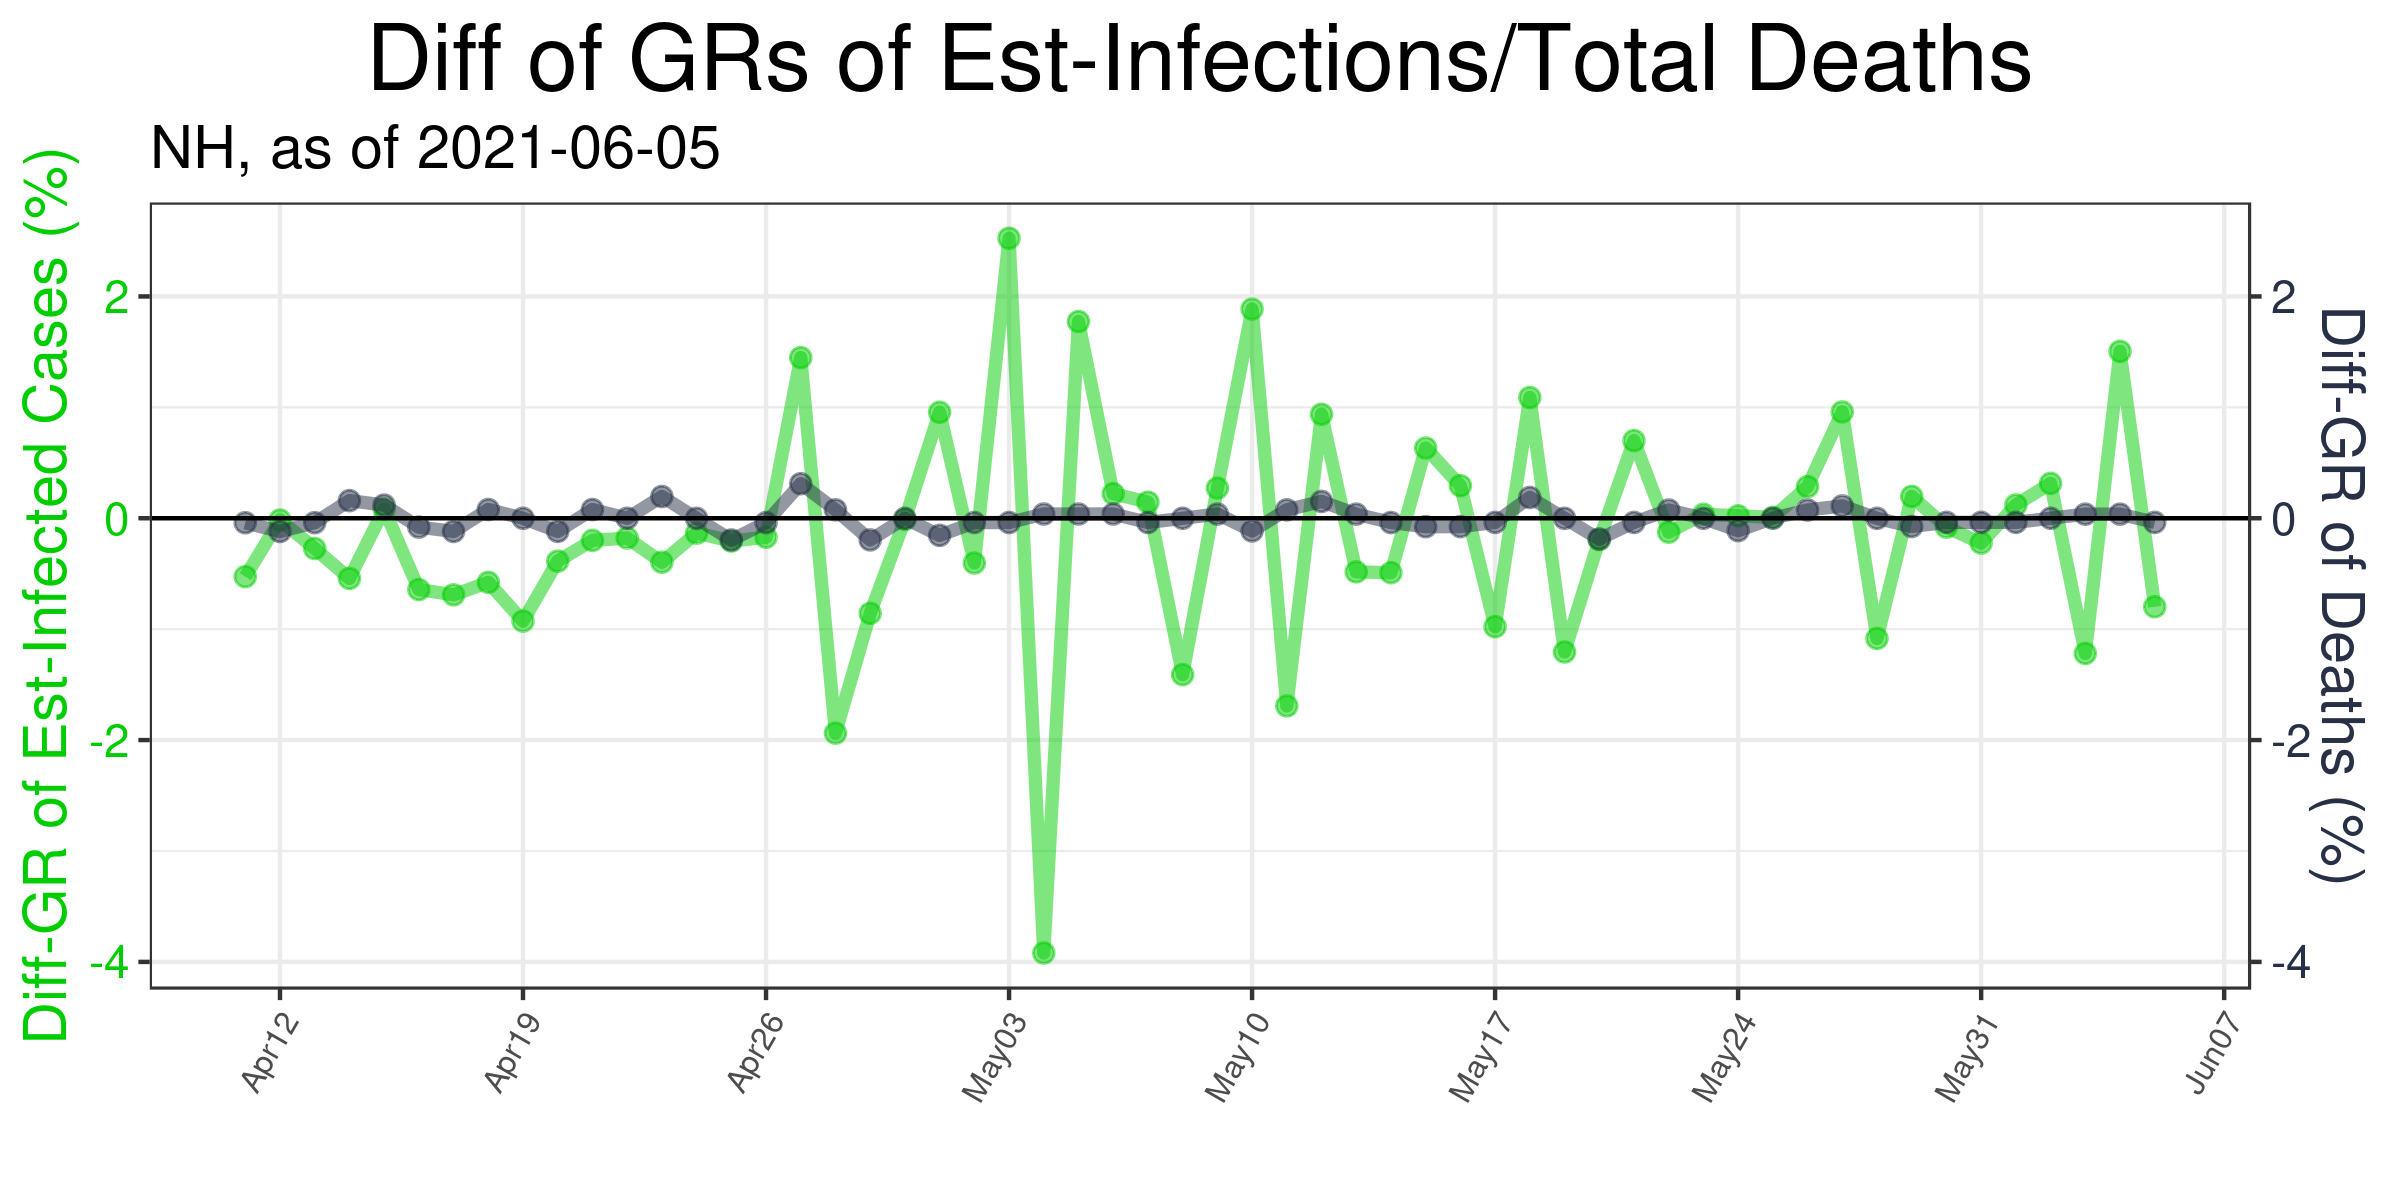 Diff of GRs of Est-Infections/Total Deaths
NH, as of 2021-06-05
Diff-GR of Est-Infected Cases (%)
2
0
-2
-4
2
0
-2
-4
Diff-GR of Deaths (%)
Apr12
Apr19
Apr26
May03
May10
May17
May24
May31
Jun07